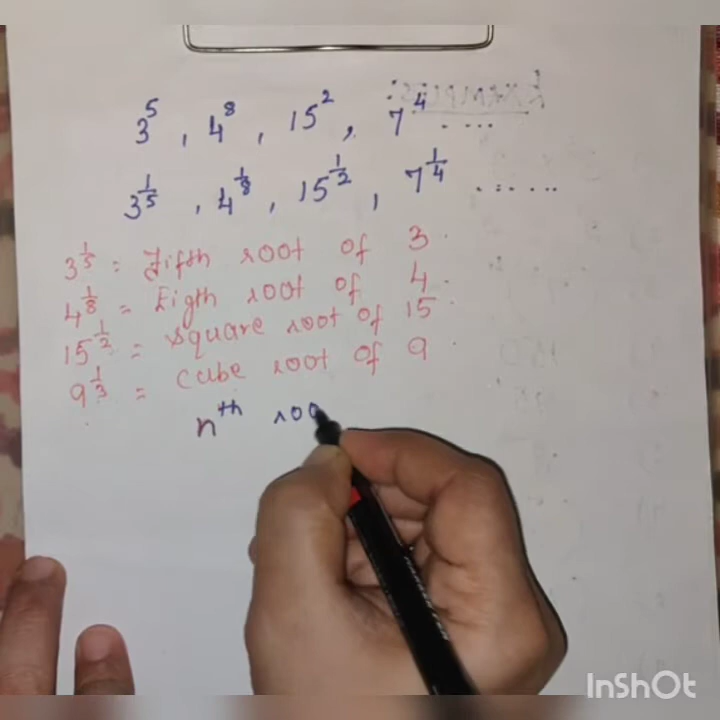 3^5 , 4^8 , 15^2 , 7^4 ....
3^1/5 , 4^1/8 , 15^1/2 , 7^1/4 ......
3^1/5 = Fifth root of 3 .
4^1/8 = Eigth root of 4 .
15^1/2 = square root of 15
9^1/3 = cube root of 9 .
n^th roo
InShOt